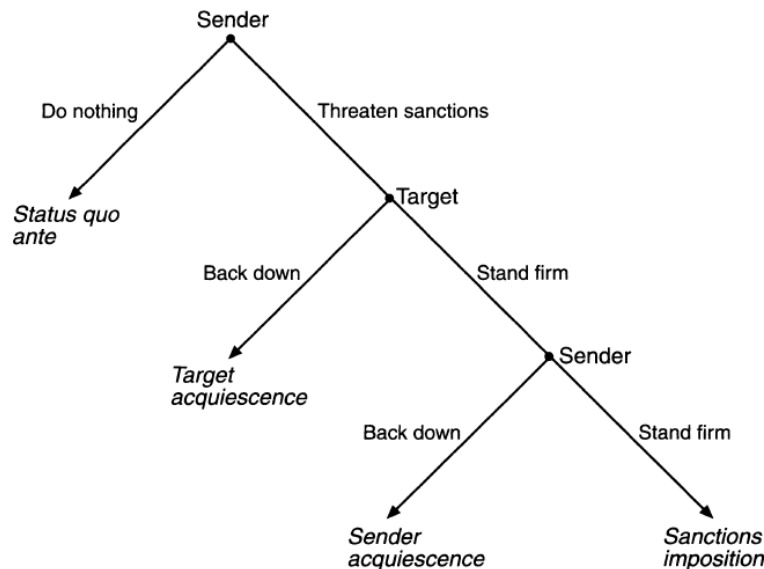 Sender
Do nothing
Threaten sanctions
Status quo
ante
Target
Back down
Stand firm
Target
acquiescence
Sender
Back down
Stand firm
Sender
acquiescence
Sanctions
imposition